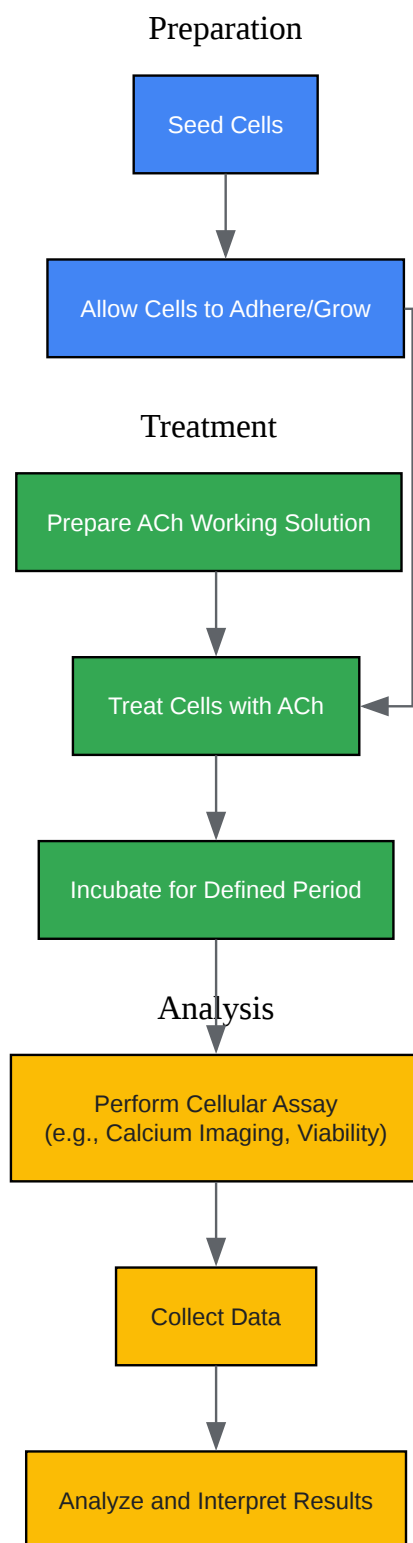 Preparation
Seed Cells
Allow Cells to Adhere/Grow
Treatment
Prepare ACh Working Solution
Treat Cells with ACh
Incubate for Defined Period
Analysis
Perform Cellular Assay
(e.g., Calcium Imaging, Viability)
Collect Data
Analyze and Interpret Results